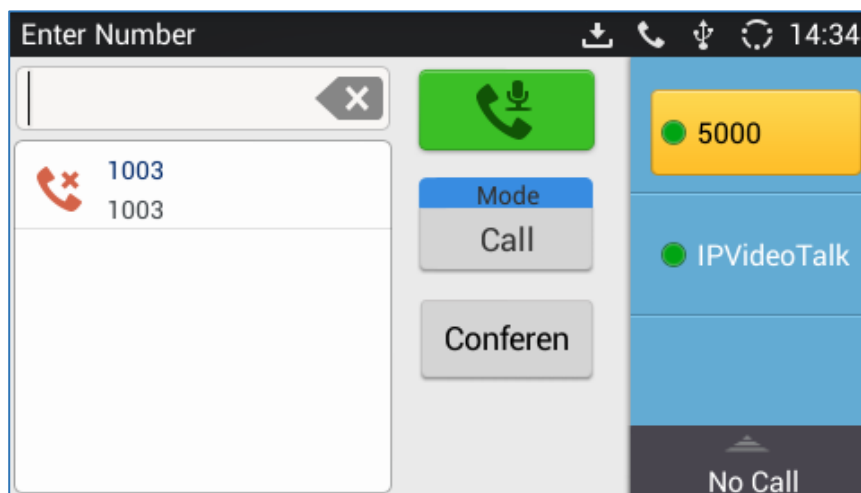 Enter Number
14:34
1003
1003
Mode
Call
Conferen
5000
IPVideoTalk
No Call